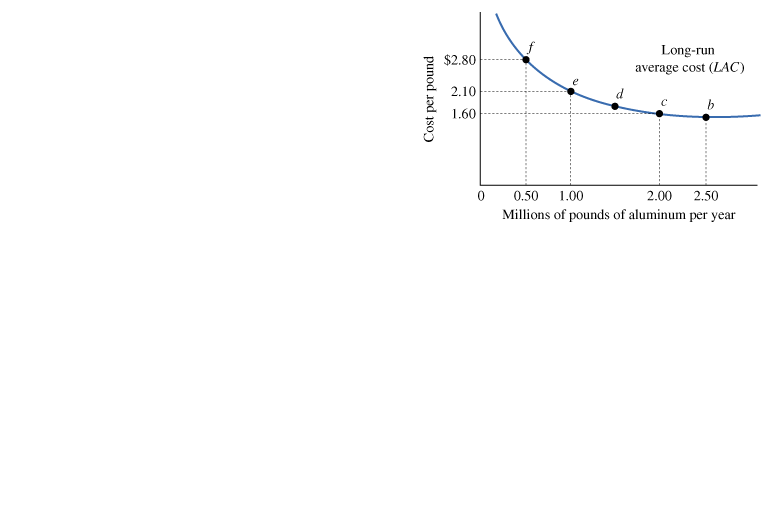 Cost per pound
$2.80
2.10
1.60
f
e
d
c
b
Long-run
average cost (LAC)
0
0.50
1.00
2.00
2.50
Millions of pounds of aluminum per year